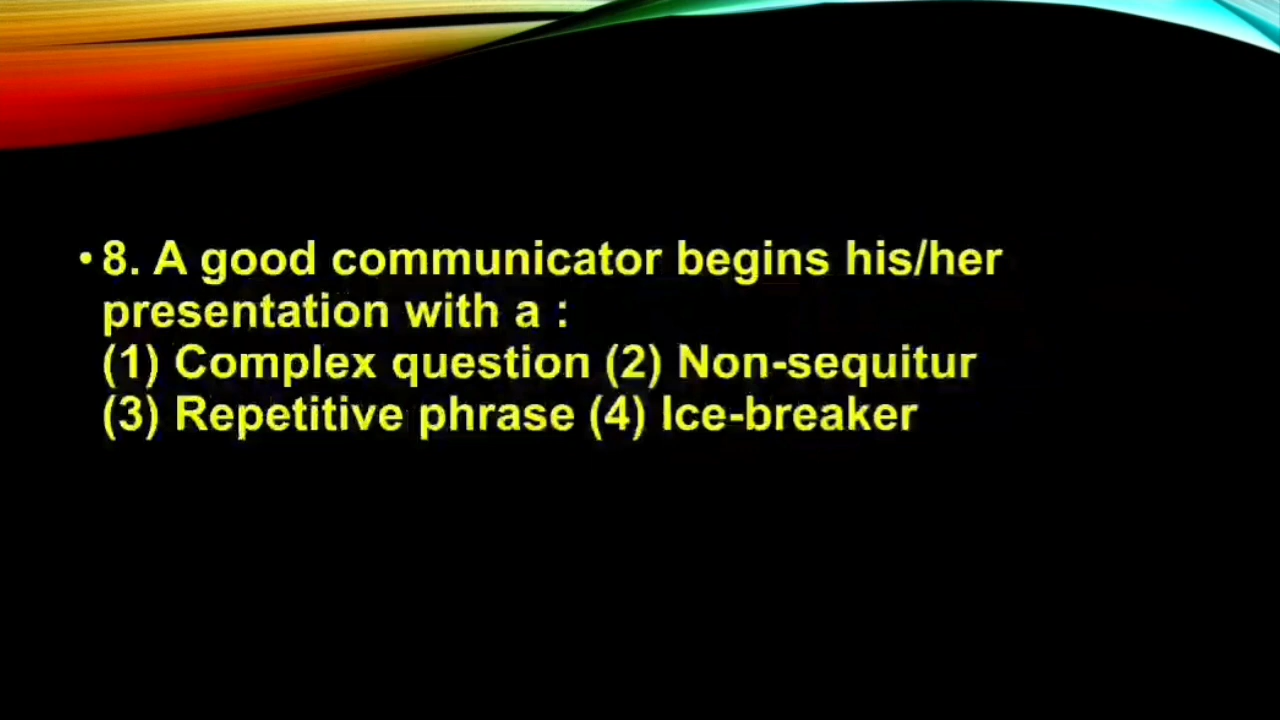 • 8. A good communicator begins his/her
presentation with a :
(1) Complex question (2) Non-sequitur
(3) Repetitive phrase (4) Ice-breaker